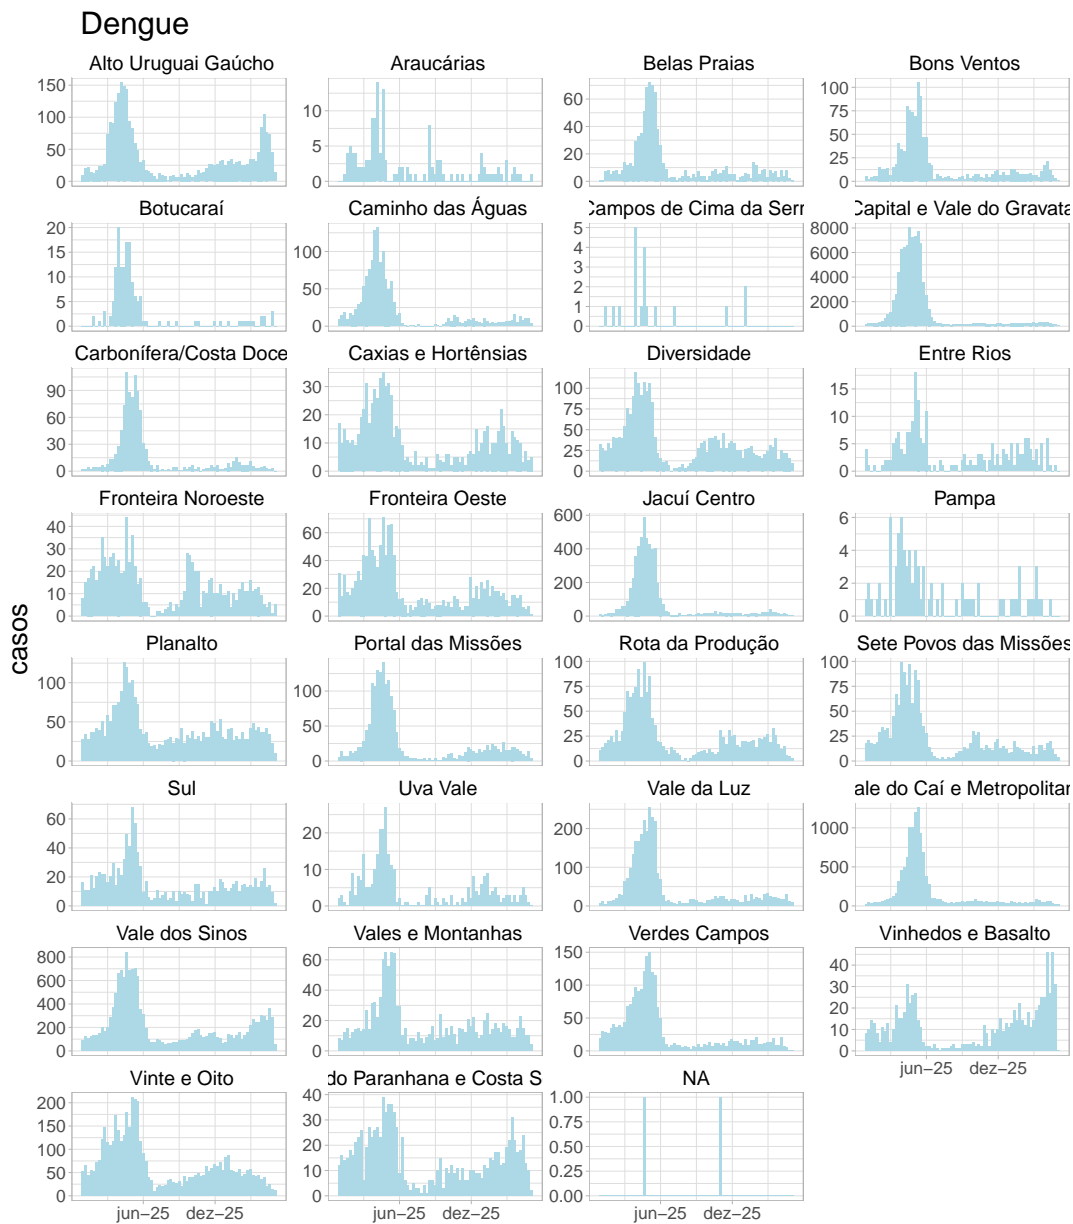 Dengue
Alto Uruguai Gaúcho Araucárias Belas Praias Bons Ventos
150 100 50 0
10 5 0
60 40 20 0
100 75 50 25 0
Botucaraí Caminho das Águas Campos de Cima da Serr Capital e Vale do Gravata
20 15 10 5 0
100 50 0
5 4 3 2 1 0
8000 6000 4000 2000 0
Carbonífera/Costa Doce Caxias e Hortênsias Diversidade Entre Rios
90 60 30 0
30 20 10 0
100 75 50 25 0
15 10 5 0
Fronteira Noroeste Fronteira Oeste Jacuí Centro Pampa
40 30 20 10 0
60 40 20 0
600 400 200 0
6 4 2 0
casos
Planalto Portal das Missões Rota da Produção Sete Povos das Missões
100 50 0
100 50 0
100 75 50 25 0
100 75 50 25 0
Sul Uva Vale Vale da Luz ale do Caí e Metropolitar
60 40 20 0
20 10 0
200 100 0
1000 500 0
Vale dos Sinos Vales e Montanhas Verdes Campos Vinhedos e Basalto
800 600 400 200 0
60 40 20 0
150 100 50 0
40 30 20 10 0
jun−25 dez−25
Vinte e Oito do Paranhana e Costa S NA
200 150 100 50 0
40 30 20 10 0
1.00 0.75 0.50 0.25 0.00
jun−25 dez−25 jun−25 dez−25 jun−25 dez−25